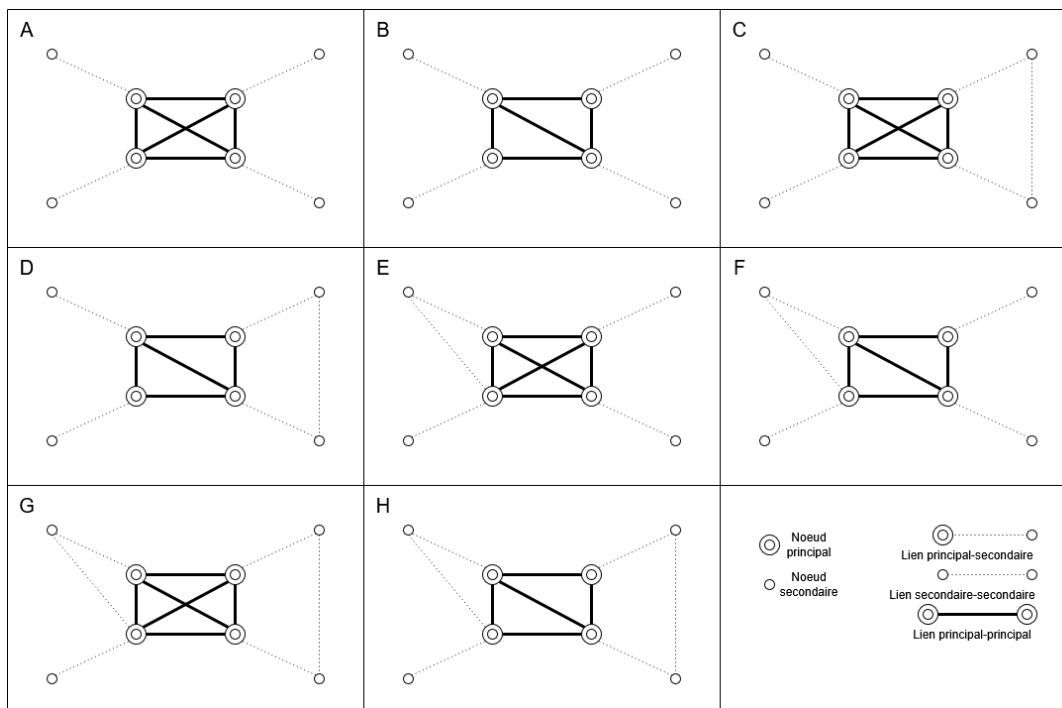 A
B
C
D
E
F
G
H
Noeud
principal
Noeud
secondaire
Lien principal-secondaire
Lien secondaire-secondaire
Lien principal-principal